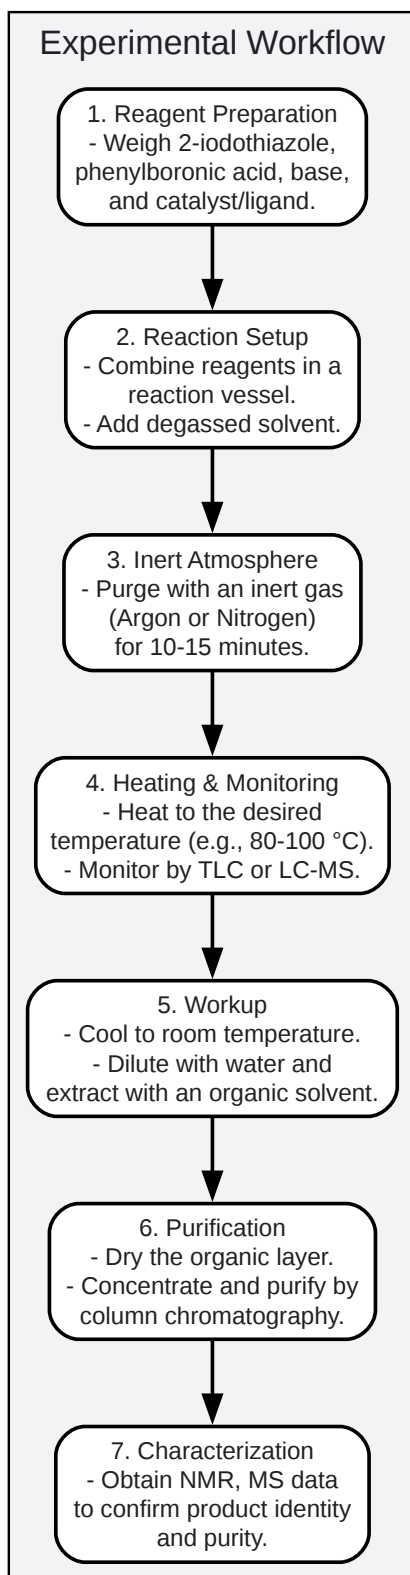 Experimental Workflow
1. Reagent Preparation
- Weigh 2-iodothiazole,
phenylboronic acid, base,
and catalyst/ligand.
2. Reaction Setup
- Combine reagents in a
reaction vessel.
- Add degassed solvent.
3. Inert Atmosphere
- Purge with an inert gas
(Argon or Nitrogen)
for 10-15 minutes.
4. Heating & Monitoring
- Heat to the desired
temperature (e.g., 80-100 °C).
- Monitor by TLC or LC-MS.
5. Workup
- Cool to room temperature.
- Dilute with water and
extract with an organic solvent.
6. Purification
- Dry the organic layer.
- Concentrate and purify by
column chromatography.
7. Characterization
- Obtain NMR, MS data
to confirm product identity
and purity.